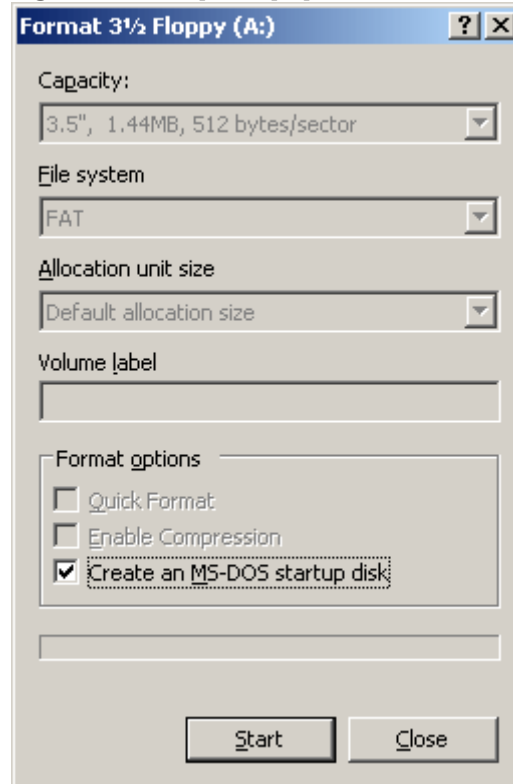 Format 3½ Floppy (A:)
Capacity:
3.5", 1.44MB, 512 bytes/sector
File system
FAT
Allocation unit size
Default allocation size
Volume label
Format options
Quick Format
Enable Compression
Create an MS-DOS startup disk
Start Close